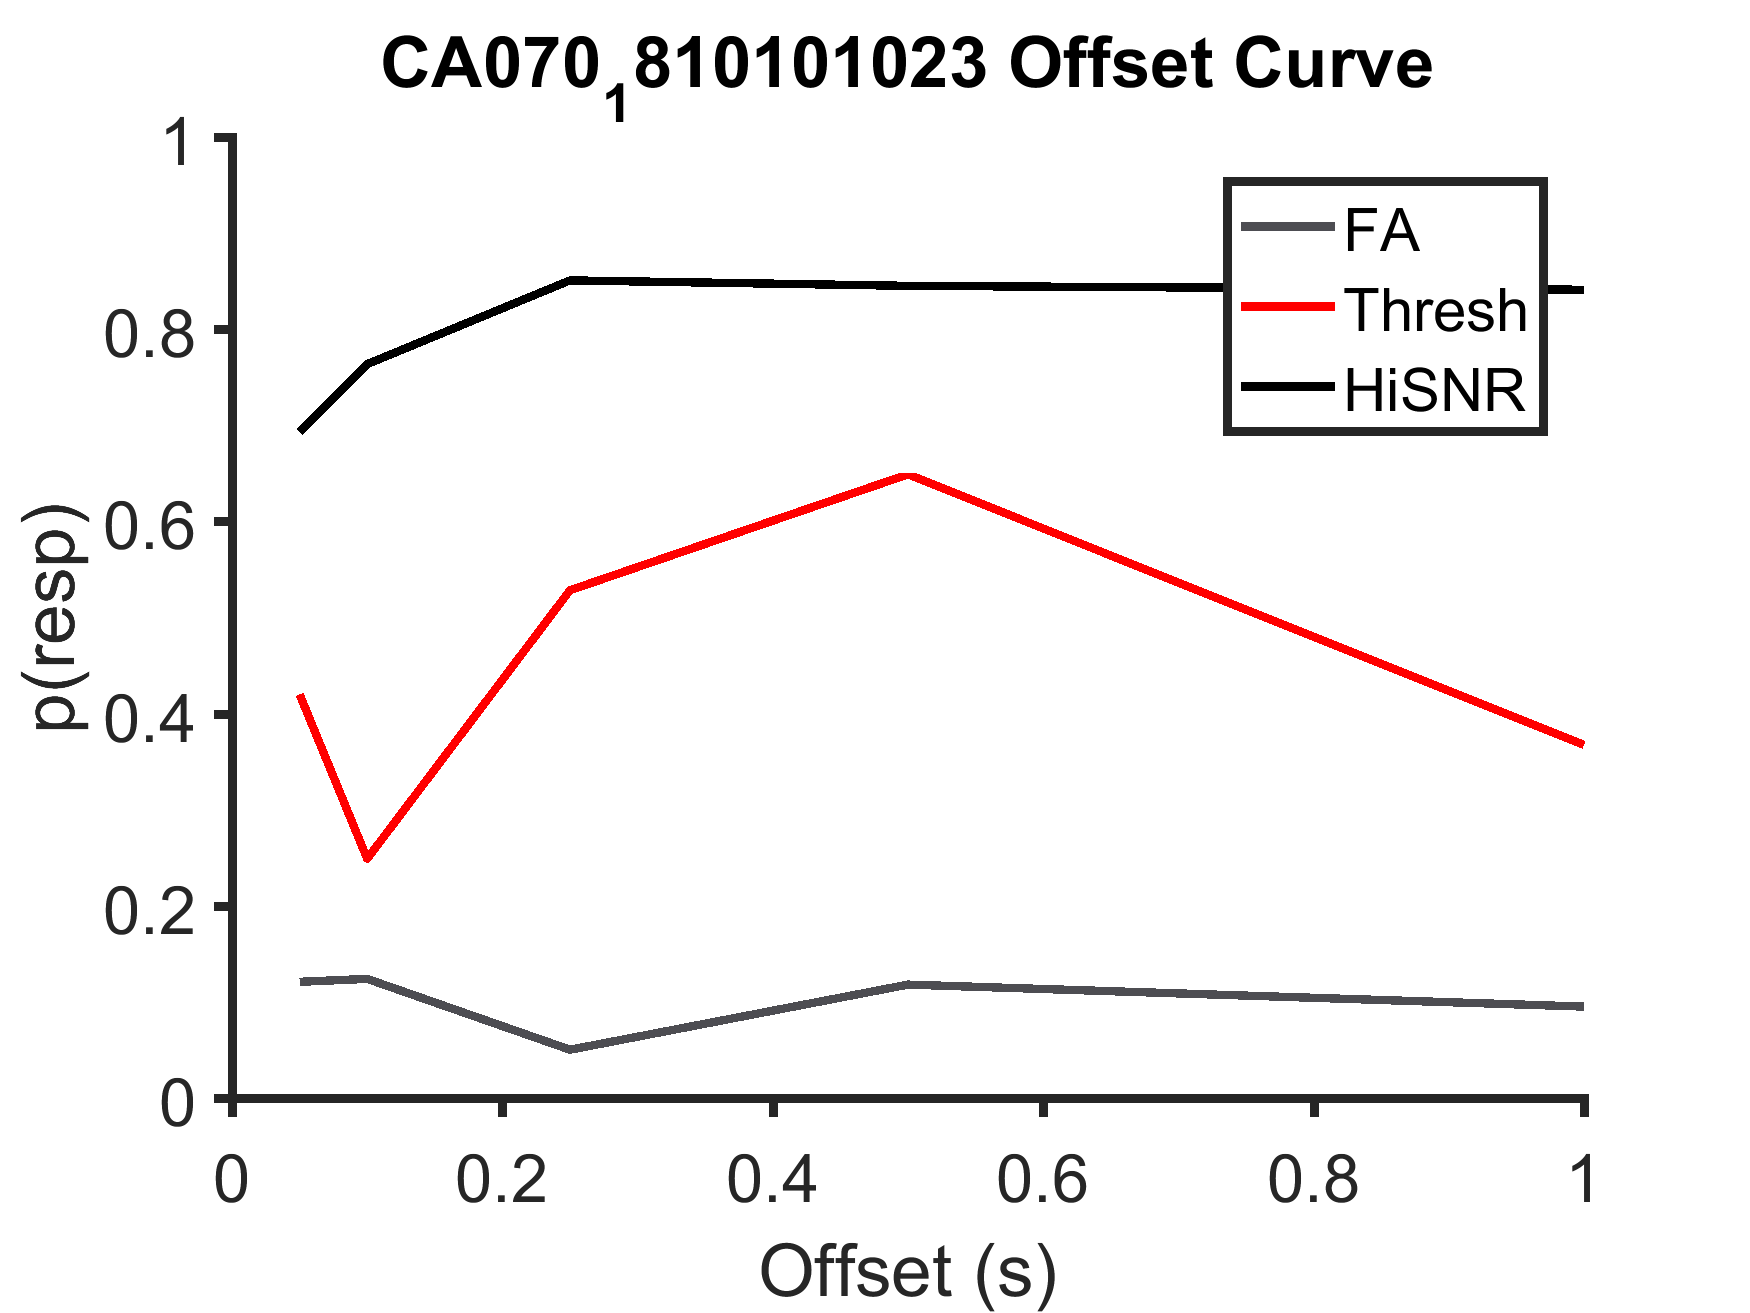 CA070₁810101023 Offset Curve
1
0.8
0.6
0.4
0.2
0
p(resp)
FA
Thresh
HiSNR
0 0.2 0.4 0.6 0.8 1
Offset (s)